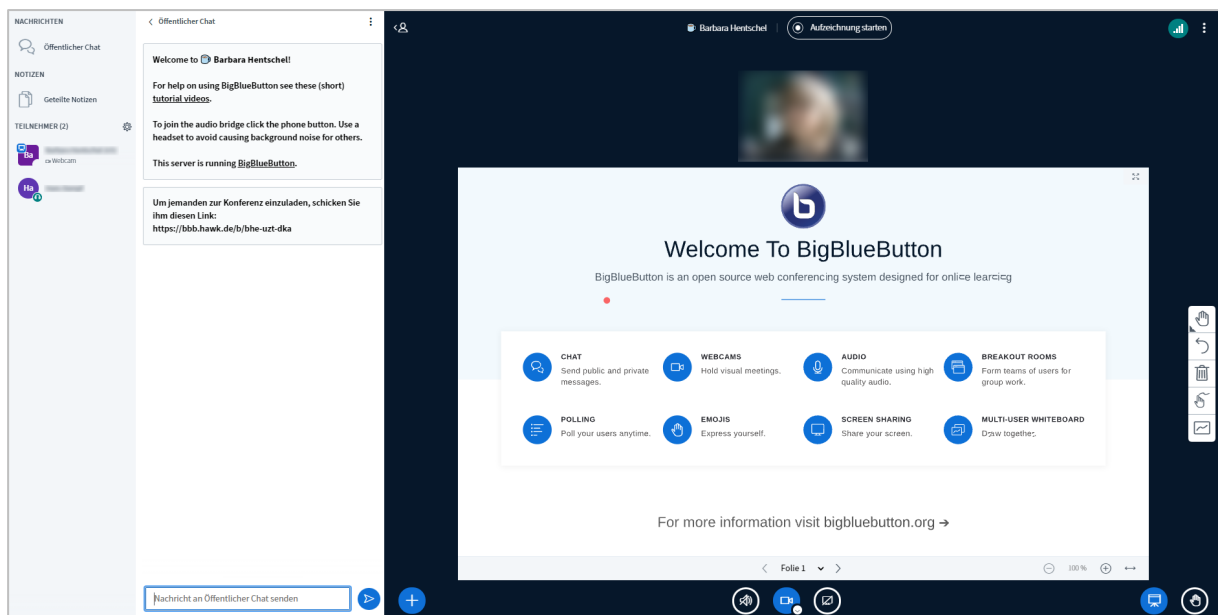 NACHRICHTEN
Öffentlicher Chat
NOTIZEN
Geteilte Notizen
TEILNEHMER (2)
Ba
Webcam
Ha
Öffentlicher Chat
Welcome to Barbara Hentschel!
For help on using BigBlueButton see these (short)
tutorial videos.
To join the audio bridge click the phone button. Use a
headset to avoid causing background noise for others.
This server is running BigBlueButton.
Um jemanden zur Konferenz einzuladen, schicken Sie
ihm diesen Link:
https://bbb.hawk.de/b/bhe-uzt-dka
Nachricht an Öffentlicher Chat senden
Barbara Hentschel
Aufzeichnung starten
b
Welcome To BigBlueButton
BigBlueButton is an open source web conferencing system designed for online learning
CHAT
Send public and private
messages.
WEBCAMS
Hold visual meetings.
AUDIO
Communicate using high
quality audio.
BREAKOUT ROOMS
Form teams of users for
group work.
POLLING
Poll your users anytime.
EMOJIS
Express yourself.
SCREEN SHARING
Share your screen.
MULTI-USER WHITEBOARD
Draw together.
For more information visit bigbluebutton.org →
Folie 1
100 %